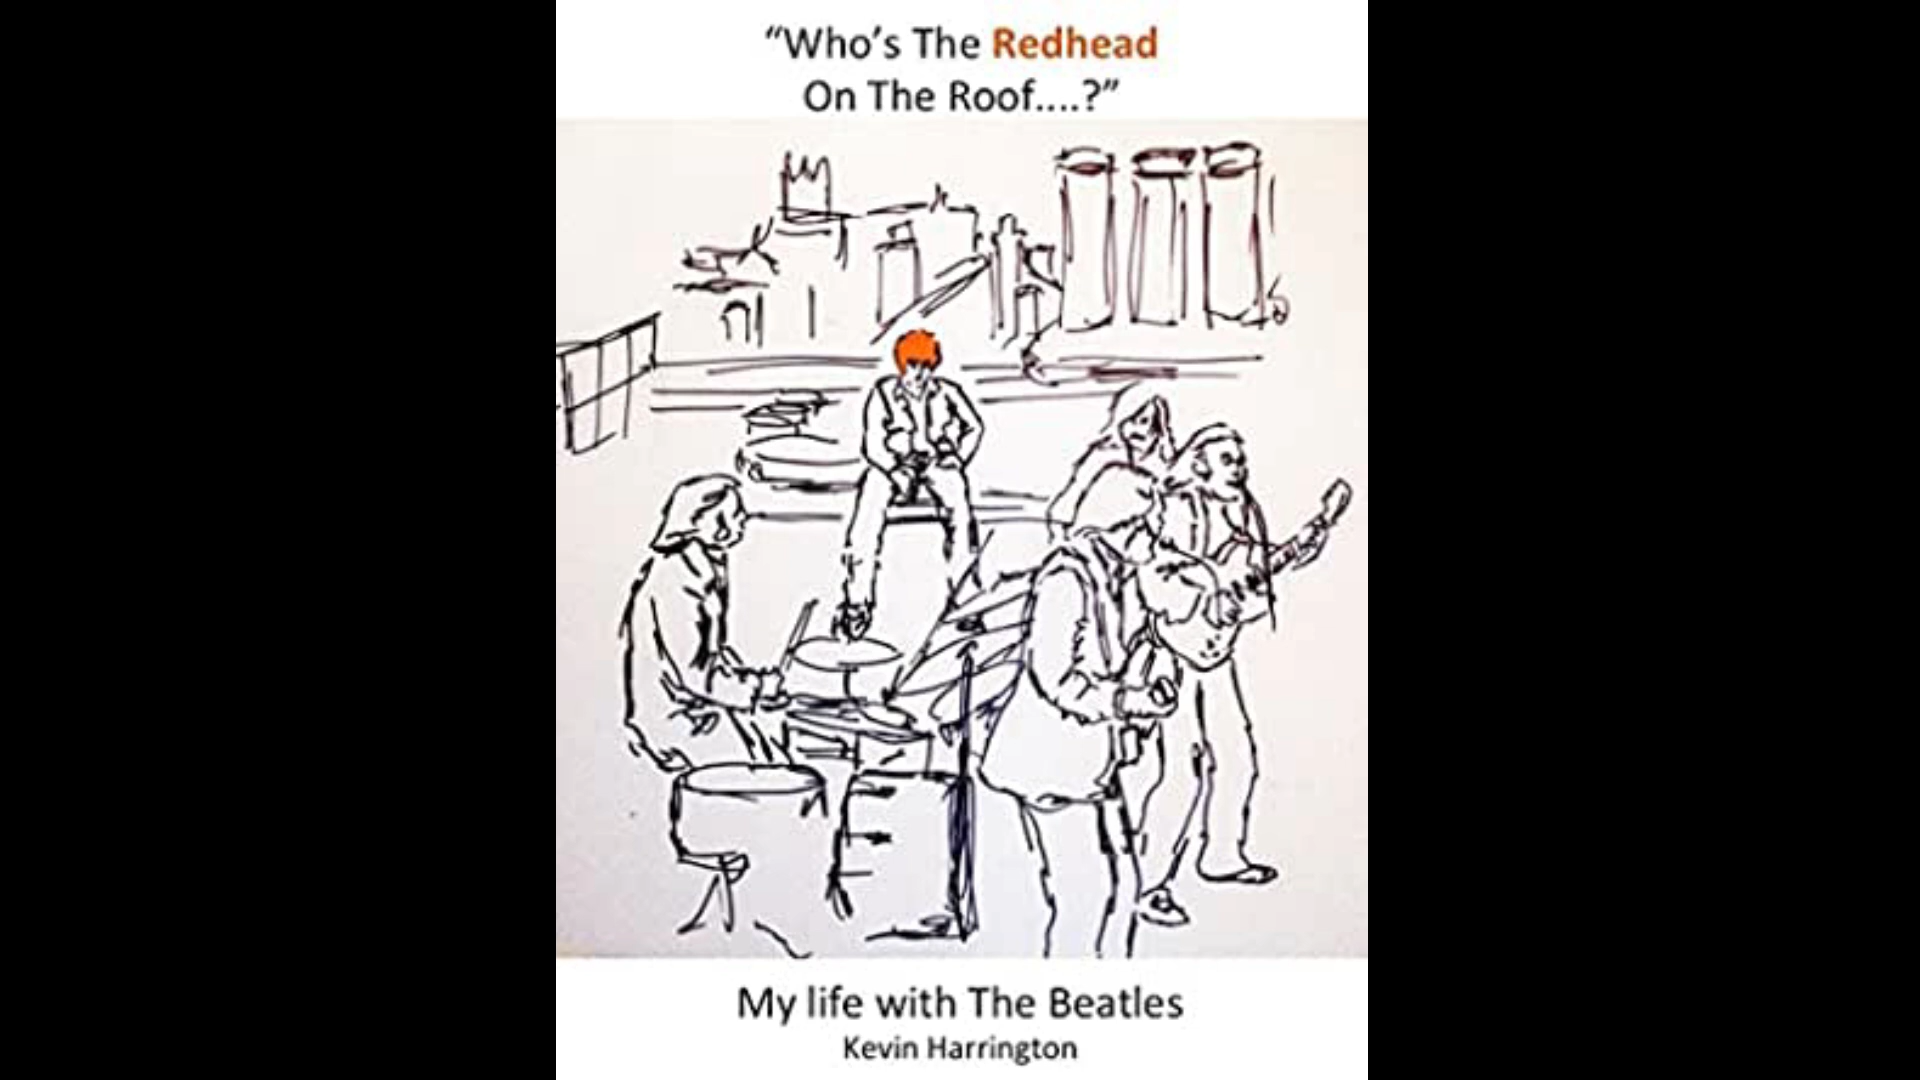 “Who’s The Redhead
On The Roof....?”
My life with The Beatles
Kevin Harrington